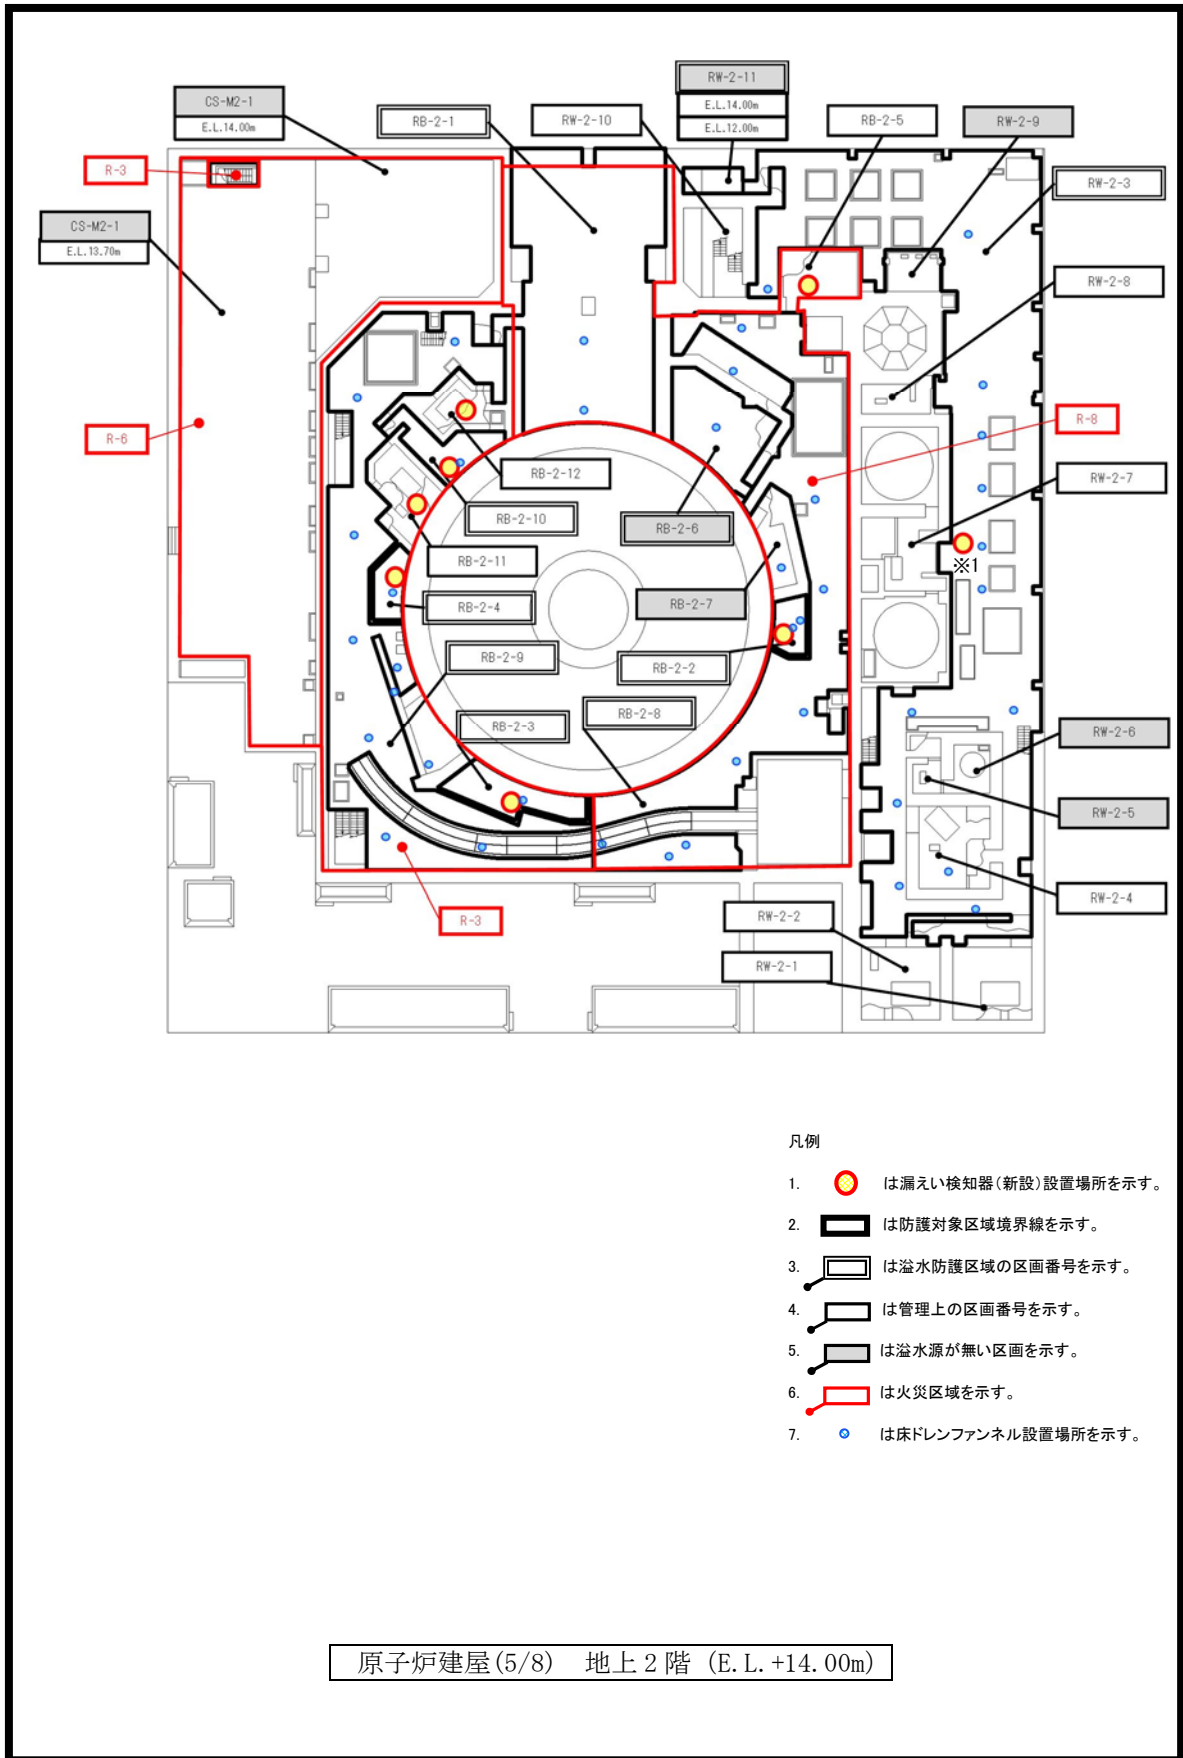 RW-2-11
E.L.14.00m
E.L.12.00m
CS-M2-1
E.L.14.00m
RB-2-1
RW-2-10
RB-2-5
RW-2-9
R-3
RW-2-3
CS-M2-1
E.L.13.70m
RW-2-8
R-6
R-8
RB-2-12
RW-2-7
RB-2-10
RB-2-6
RB-2-11
※1
RB-2-4
RB-2-7
RB-2-9
RB-2-2
RB-2-3
RB-2-8
RW-2-6
RW-2-5
RW-2-4
R-3
RW-2-2
RW-2-1
凡例
1. は漏えい検知器(新設)設置場所を示す。
2. は防護対象区域境界線を示す。
3. は溢水防護区域の区画番号を示す。
4. は管理上の区画番号を示す。
5. は溢水源が無い区画を示す。
6. は火災区域を示す。
7. は床ドレンファンネル設置場所を示す。
原子炉建屋(5/8) 地上2階 (E.L.+14.00m)